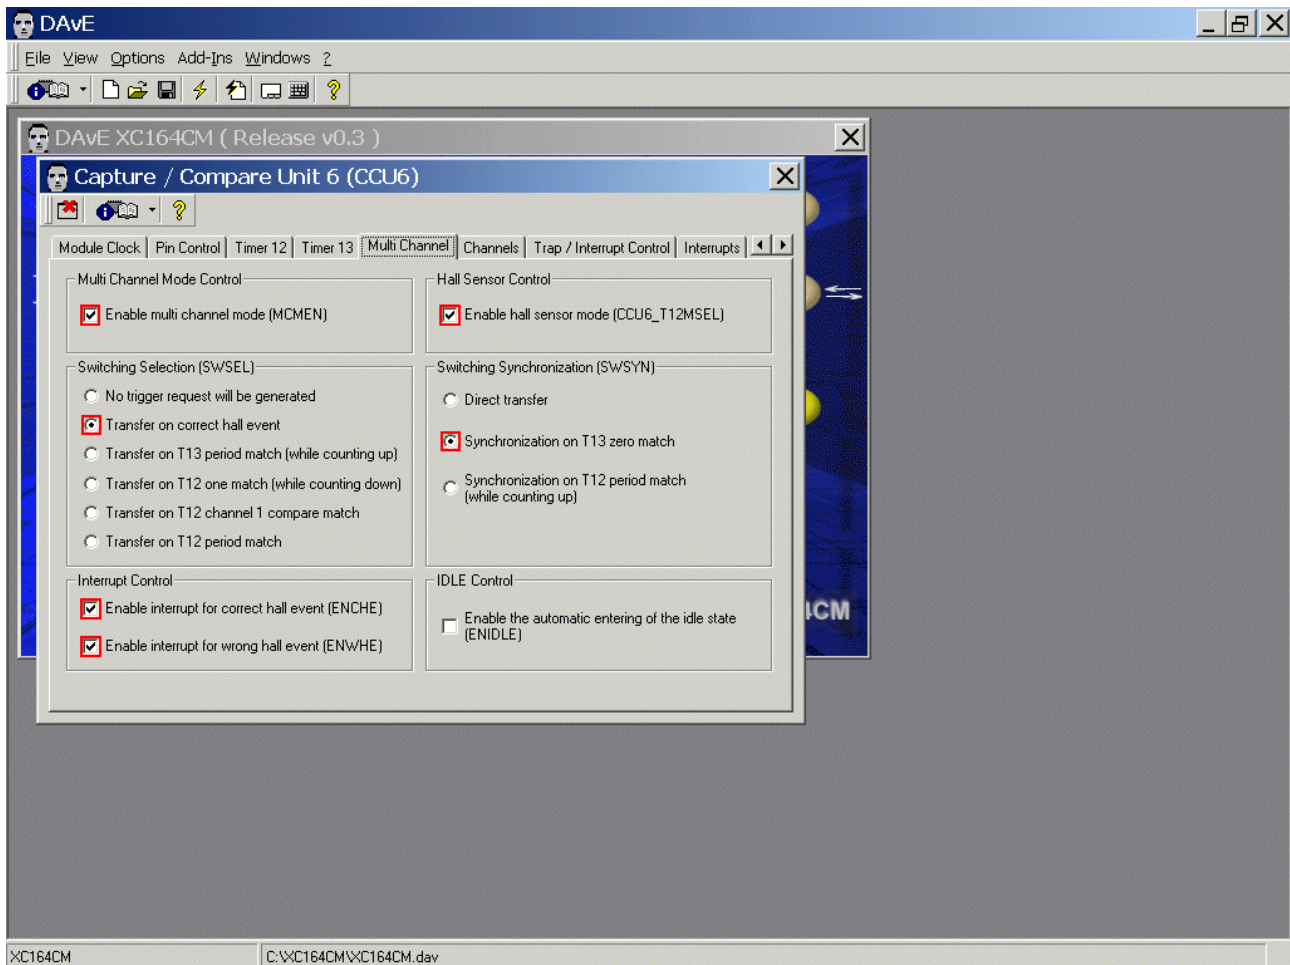 DAvE
File View Options Add-Ins Windows ?
DAvE XC164CM ( Release v0.3 )
Capture / Compare Unit 6 (CCU6)
Module Clock Pin Control Timer 12 Timer 13 Multi Channel Channels Trap / Interrupt Control Interrupts
Multi Channel Mode Control
Enable multi channel mode (MCMEN)
Hall Sensor Control
Enable hall sensor mode (CCU6_T12MSEL)
Switching Selection (SWSEL)
No trigger request will be generated
Transfer on correct hall event
Transfer on T13 period match (while counting up)
Transfer on T12 one match (while counting down)
Transfer on T12 channel 1 compare match
Transfer on T12 period match
Switching Synchronization (SWSYN)
Direct transfer
Synchronization on T13 zero match
Synchronization on T12 period match
(while counting up)
Interrupt Control
Enable interrupt for correct hall event (ENCHE)
Enable interrupt for wrong hall event (ENWHE)
IDLE Control
Enable the automatic entering of the idle state
(ENIDLE)
4CM
XC164CM
C:\XC164CM\XC164CM.dav